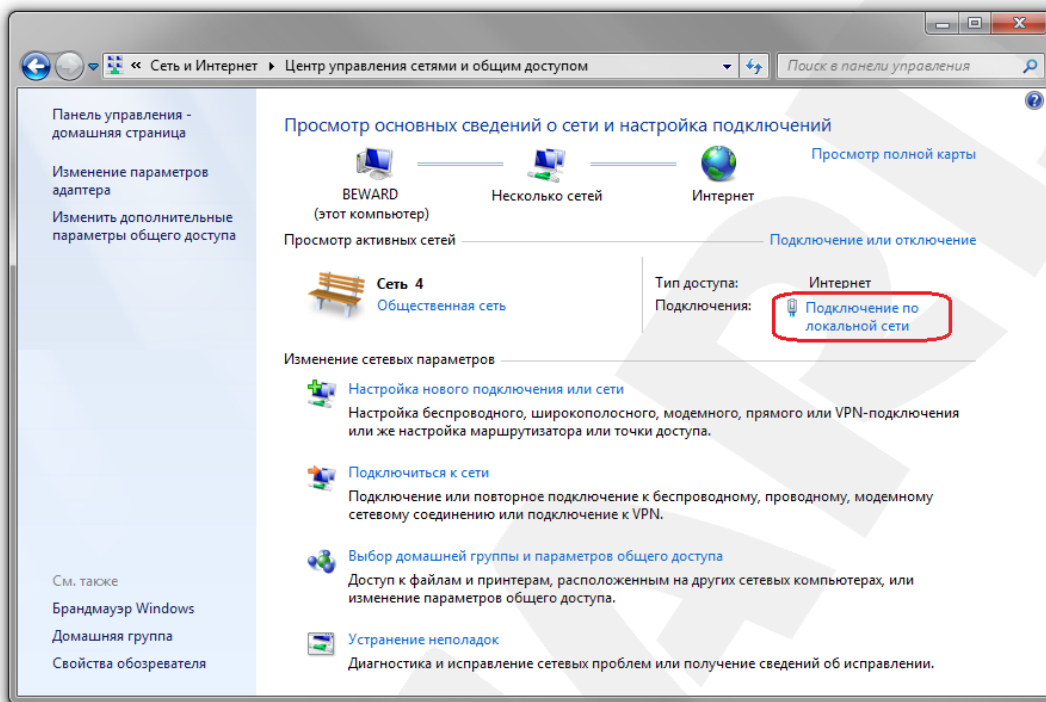 « Сеть и Интернет ▸ Центр управления сетями и общим доступом
Поиск в панели управления
Панель управления -
домашняя страница
Изменение параметров
адаптера
Изменить дополнительные
параметры общего доступа
См. также
Брандмауэр Windows
Домашняя группа
Свойства обозревателя
Просмотр основных сведений о сети и настройка подключений
Просмотр полной карты
BEWARD
(этот компьютер)
Несколько сетей
Интернет
Просмотр активных сетей
Подключение или отключение
Сеть 4
Общественная сеть
Тип доступа: Интернет
Подключения: Подключение по
локальной сети
Изменение сетевых параметров
Настройка нового подключения или сети
Настройка беспроводного, широкополосного, модемного, прямого или VPN-подключения
или же настройка маршрутизатора или точки доступа.
Подключиться к сети
Подключение или повторное подключение к беспроводному, проводному, модемному
сетевому соединению или подключение к VPN.
Выбор домашней группы и параметров общего доступа
Доступ к файлам и принтерам, расположенным на других сетевых компьютерах, или
изменение параметров общего доступа.
Устранение неполадок
Диагностика и исправление сетевых проблем или получение сведений об исправлении.